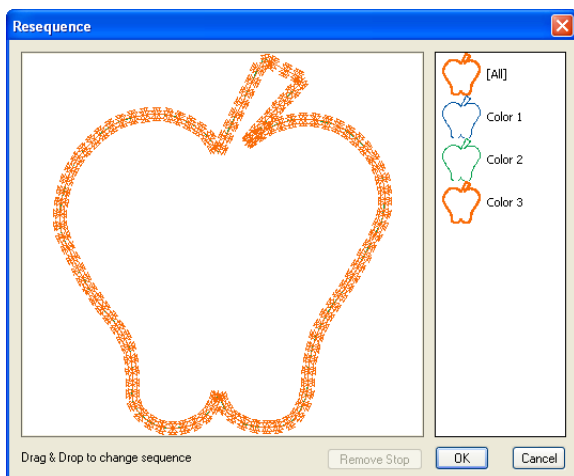 Resequence
[All]
Color 1
Color 2
Color 3
Drag & Drop to change sequence
Remove Stop
OK
Cancel